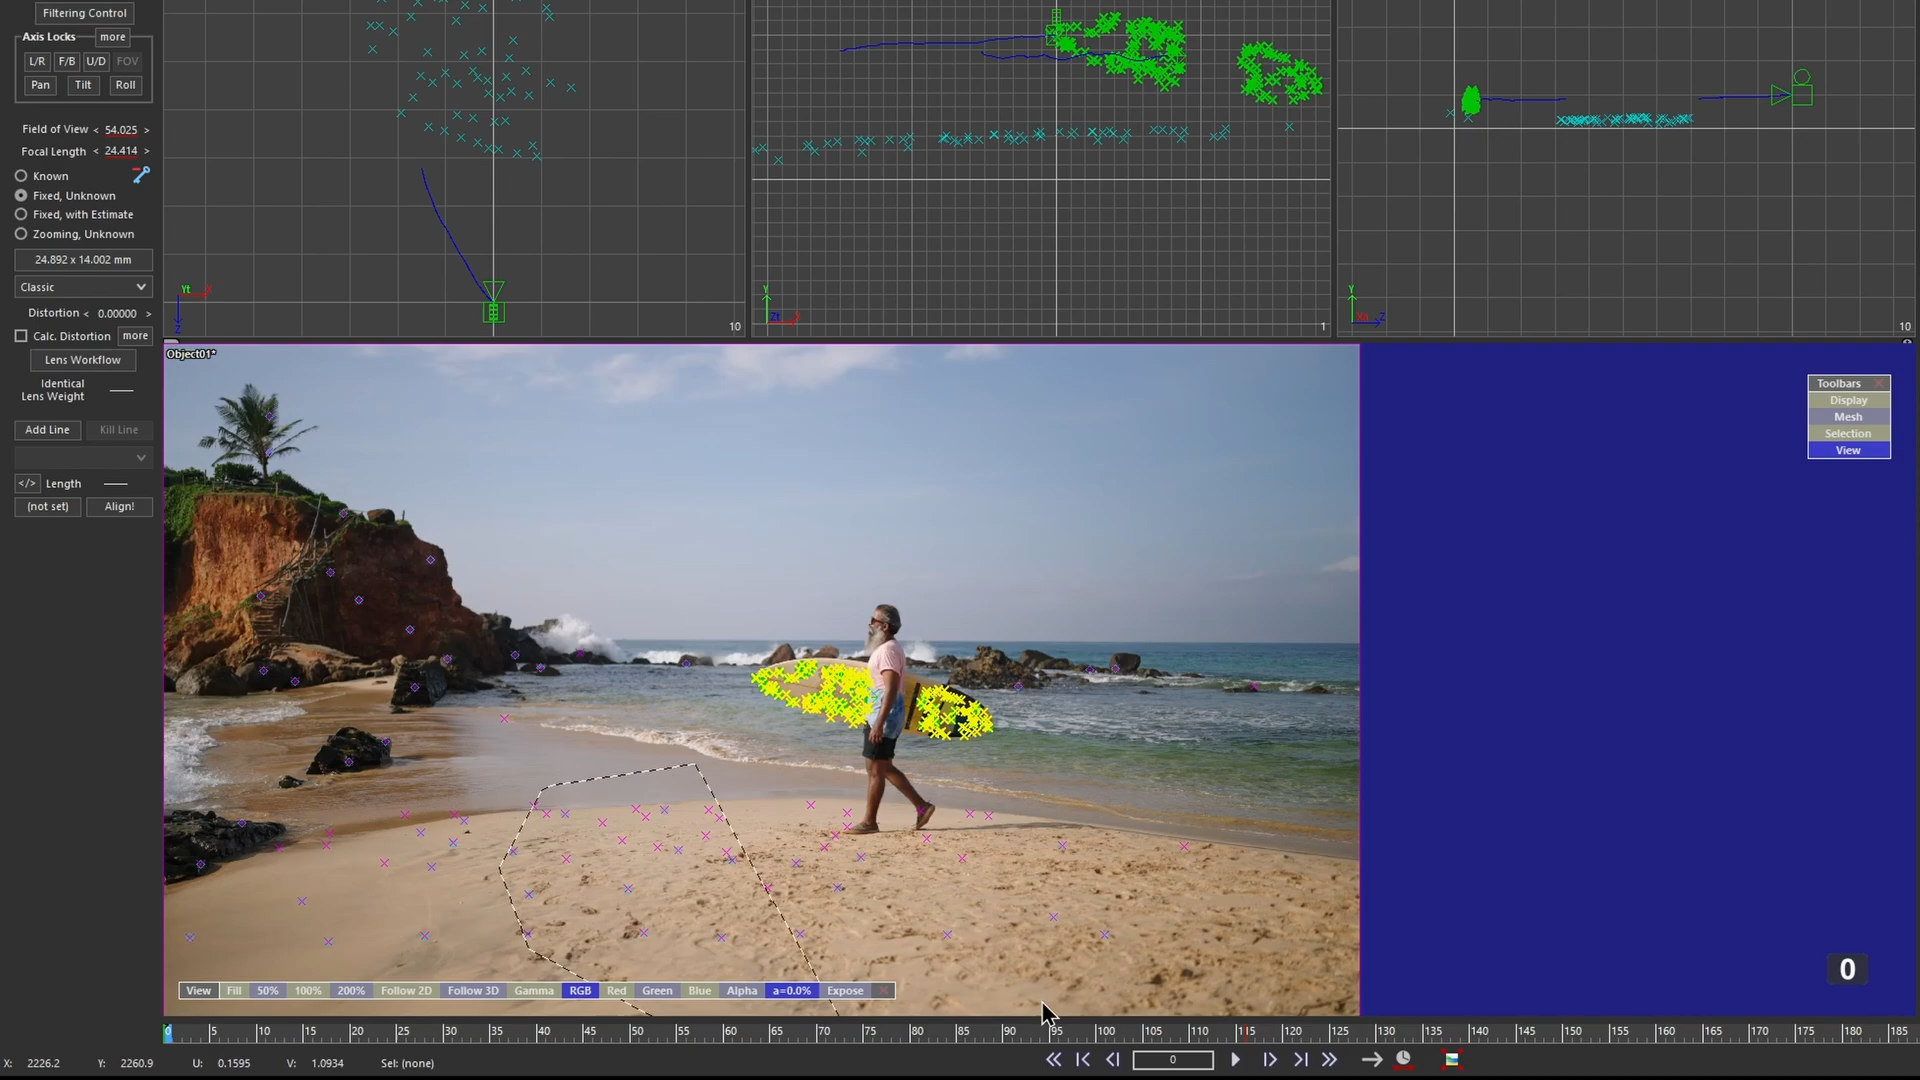 Filtering Control
Axis Locks more
L/R F/B U/D FOV
Pan Tilt Roll
Field of View < 54.025 >
Focal Length < 24.414 >
Known
Fixed, Unknown
Fixed, with Estimate
Zooming, Unknown
24.892 x 14.002 mm
Classic
Distortion < 0.00000 >
Calc. Distortion more
Lens Workflow
Identical
Lens Weight
Add Line Kill Line
</> Length
(not set) Align!
Yt X
Z
10
Y
Zt X
1
Y
Xa Z
10
Object01*
Toolbars
Display
Mesh
Selection
View
0
View Fill 50% 100% 200% Follow 2D Follow 3D Gamma RGB Red Green Blue Alpha a=0.0% Expose
0 5 10 15 20 25 30 35 40 45 50 55 60 65 70 75 80 85 90 95 100 105 110 115 120 125 130 135 140 145 150 155 160 165 170 175 180 185
X: 2226.2 Y: 2260.9 U: 0.1595 V: 1.0934 Sel: (none) 0